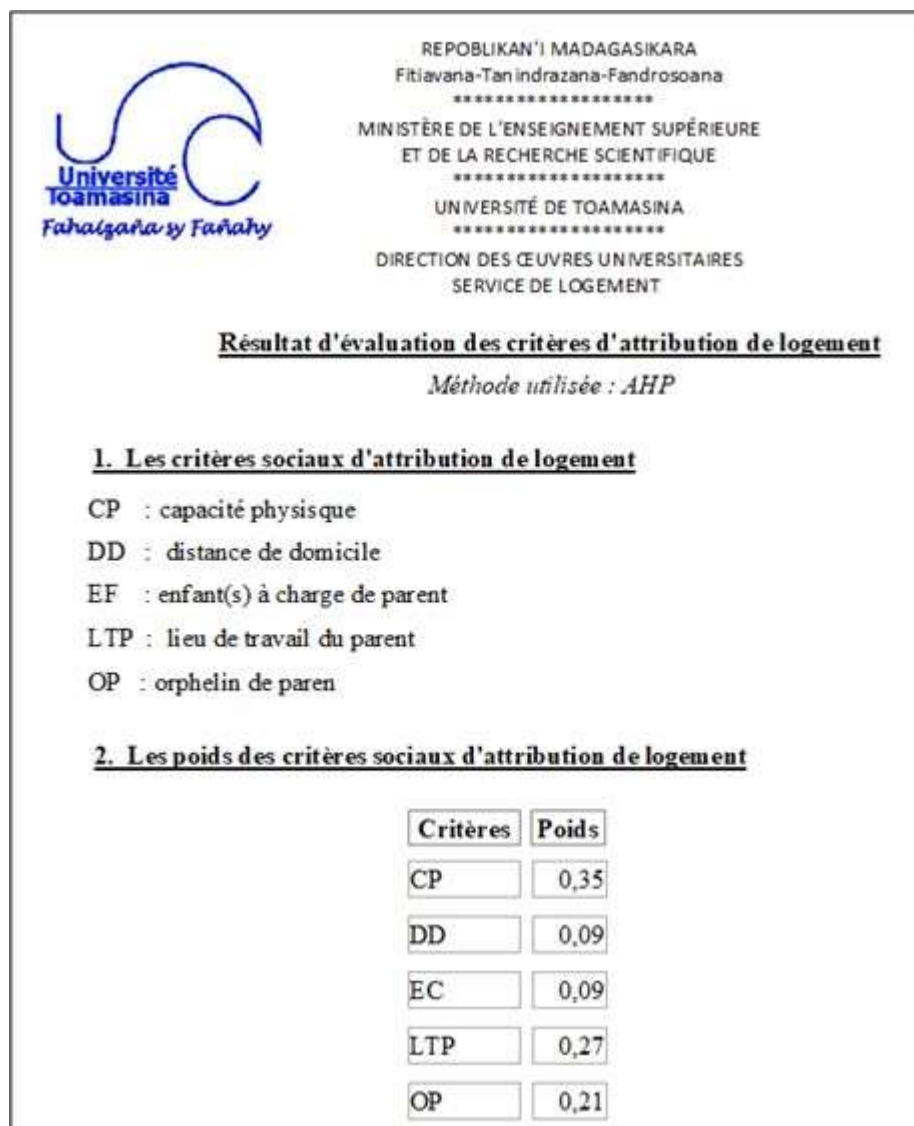 Université
Toamasina
Fahaizaña sy Fañahy
REPOBLIKAN'I MADAGASIKARA
Fitiavana-Tanindrazana-Fandrosoana
*******************
MINISTÈRE DE L'ENSEIGNEMENT SUPÉRIEURE
ET DE LA RECHERCHE SCIENTIFIQUE
********************
UNIVERSITÉ DE TOAMASINA
********************
DIRECTION DES ŒUVRES UNIVERSITAIRES
SERVICE DE LOGEMENT
Résultat d'évaluation des critères d'attribution de logement
Méthode utilisée : AHP
1. Les critères sociaux d'attribution de logement
CP : capacité physisque
DD : distance de domicile
EF : enfant(s) à charge de parent
LTP : lieu de travail du parent
OP : orphelin de paren
2. Les poids des critères sociaux d'attribution de logement
Critères Poids
CP 0,35
DD 0,09
EC 0,09
LTP 0,27
OP 0,21